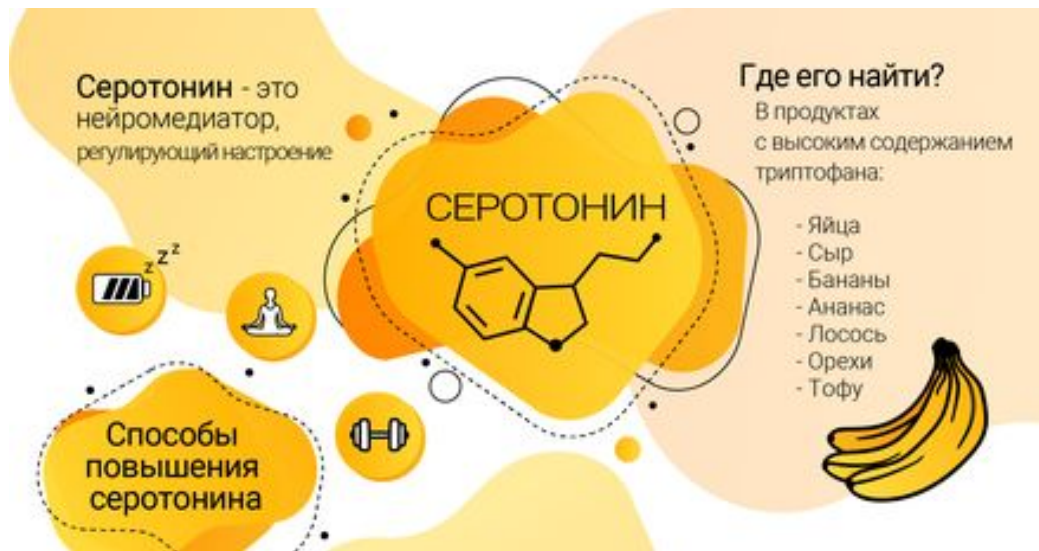 Серотонин - это
нейромедиатор,
регулирующий настроение
z z z
СЕРОТОНИН
Где его найти?
В продуктах
с высоким содержанием
триптофана:
- Яйца
- Сыр
- Бананы
- Ананас
- Лосось
- Орехи
- Тофу
Способы
повышения
серотонина